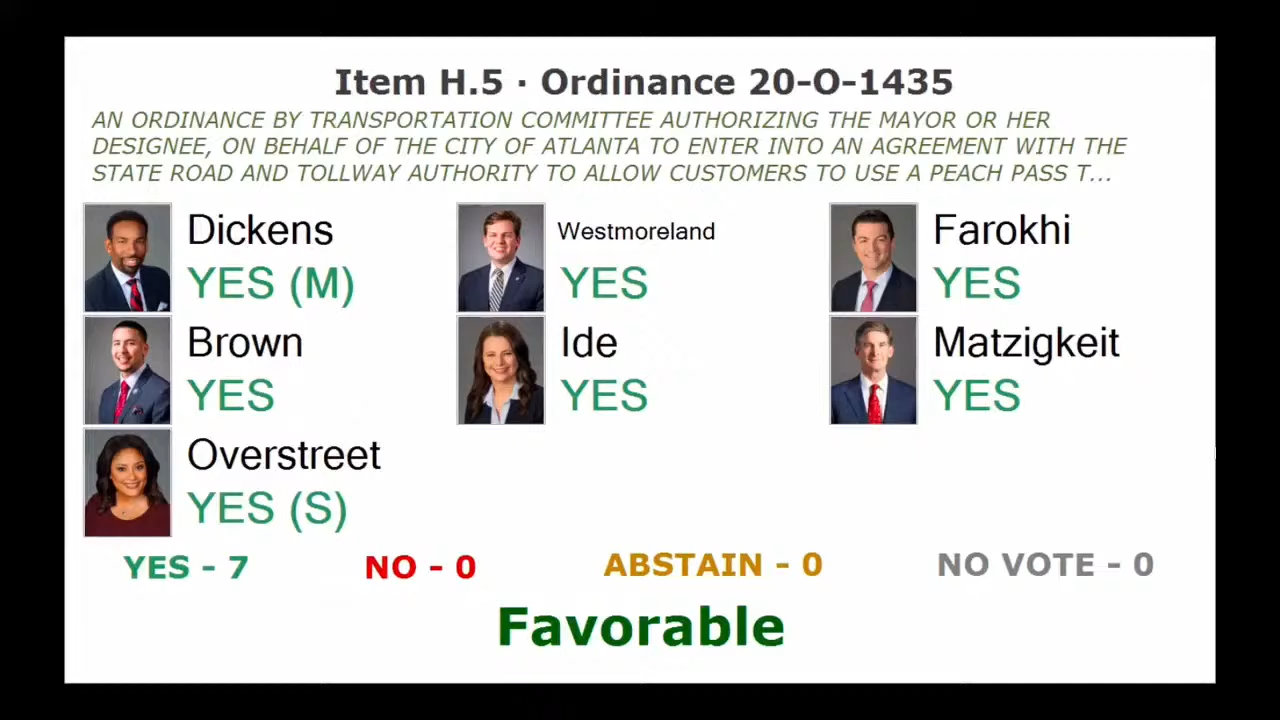 Item H.5 · Ordinance 20-O-1435
AN ORDINANCE BY TRANSPORTATION COMMITTEE AUTHORIZING THE MAYOR OR HER
DESIGNEE, ON BEHALF OF THE CITY OF ATLANTA TO ENTER INTO AN AGREEMENT WITH THE
STATE ROAD AND TOLLWAY AUTHORITY TO ALLOW CUSTOMERS TO USE A PEACH PASS T...
Dickens
YES (M)
Westmoreland
YES
Farokhi
YES
Brown
YES
Ide
YES
Matzigkeit
YES
Overstreet
YES (S)
YES - 7 NO - 0 ABSTAIN - 0 NO VOTE - 0
Favorable